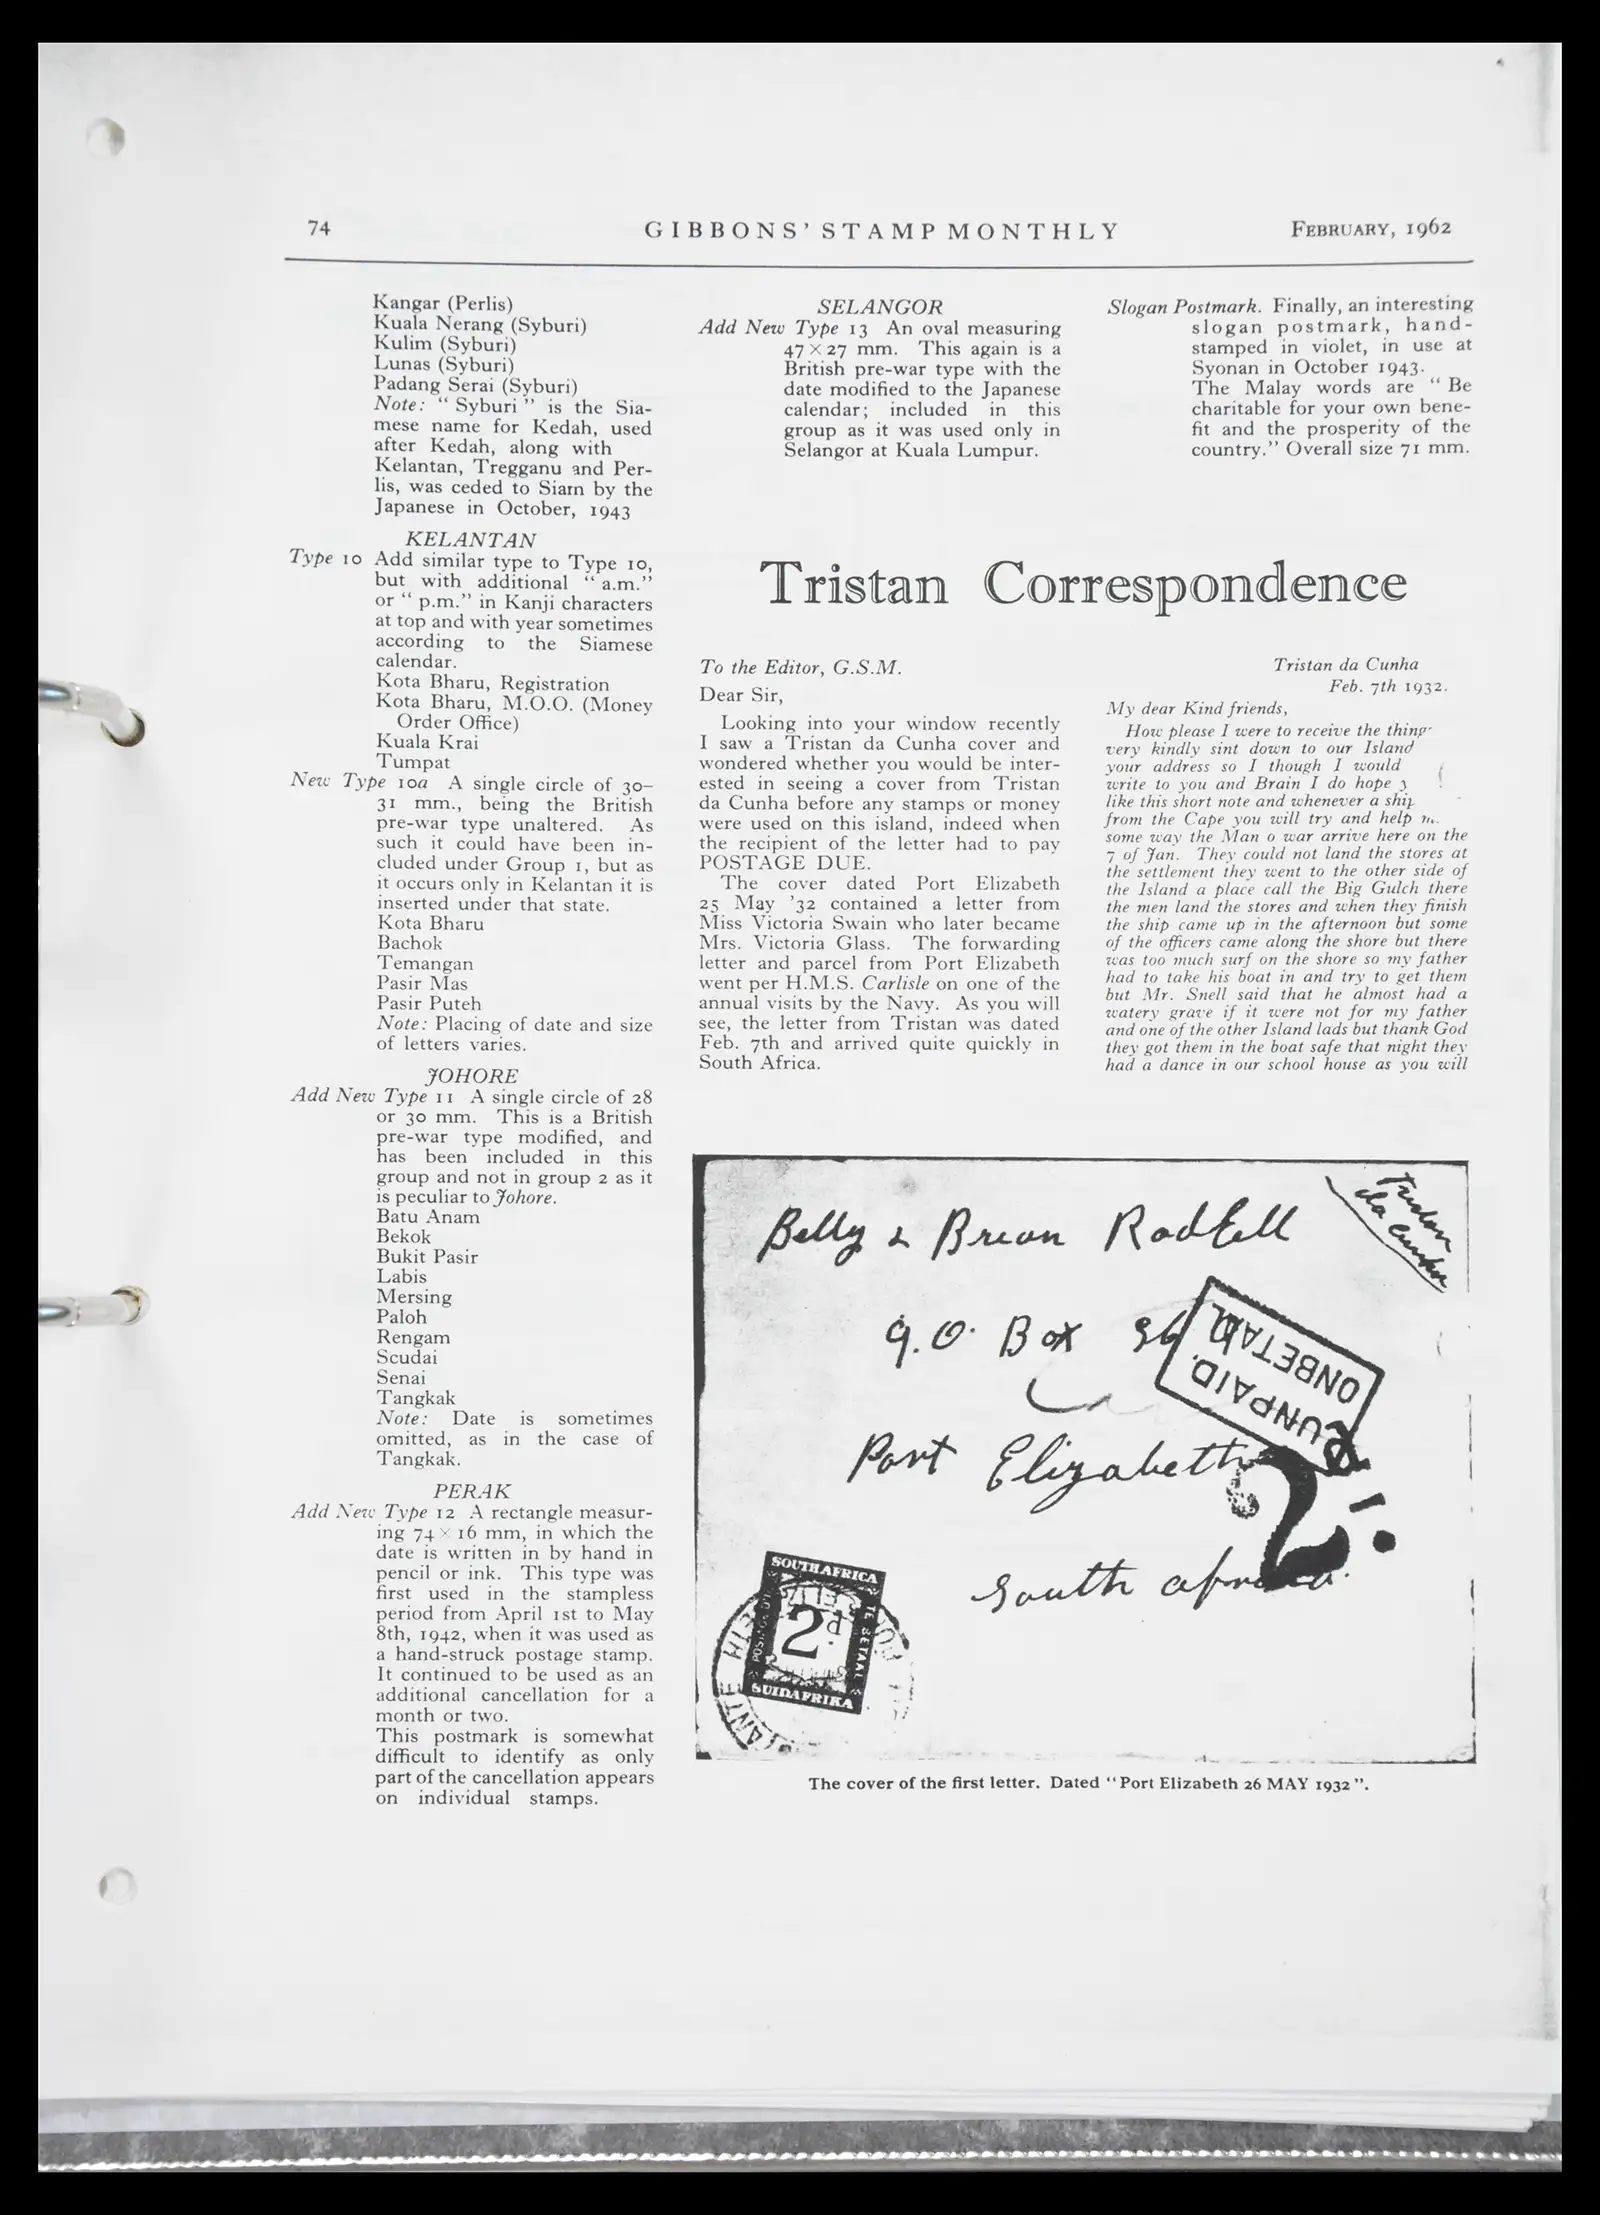 74
GIBBONS' STAMP MONTHLY
FEBRUARY, 1962
Kangar (Perlis)
Kuala Nerang (Syburi)
Kulim (Syburi)
Lunas (Syburi)
Padang Serai (Syburi)
Note: “ Syburi ” is the Sia-
mese name for Kedah, used
after Kedah, along with
Kelantan, Tregganu and Per-
lis, was ceded to Siam by the
Japanese in October, 1943
KELANTAN
Type 10 Add similar type to Type 10,
but with additional “ a.m.”
or “ p.m.” in Kanji characters
at top and with year sometimes
according to the Siamese
calendar.
Kota Bharu, Registration
Kota Bharu, M.O.O. (Money
Order Office)
Kuala Krai
Tumpat
New Type 10a A single circle of 30–
31 mm., being the British
pre-war type unaltered. As
such it could have been in-
cluded under Group 1, but as
it occurs only in Kelantan it is
inserted under that state.
Kota Bharu
Bachok
Temangan
Pasir Mas
Pasir Puteh
Note: Placing of date and size
of letters varies.
JOHORE
Add New Type 11 A single circle of 28
or 30 mm. This is a British
pre-war type modified, and
has been included in this
group and not in group 2 as it
is peculiar to Johore.
Batu Anam
Bekok
Bukit Pasir
Labis
Mersing
Paloh
Rengam
Scudai
Senai
Tangkak
Note: Date is sometimes
omitted, as in the case of
Tangkak.
PERAK
Add New Type 12 A rectangle measur-
ing 74 × 16 mm, in which the
date is written in by hand in
pencil or ink. This type was
first used in the stampless
period from April 1st to May
8th, 1942, when it was used as
a hand-struck postage stamp.
It continued to be used as an
additional cancellation for a
month or two.
This postmark is somewhat
difficult to identify as only
part of the cancellation appears
on individual stamps.
SELANGOR
Add New Type 13 An oval measuring
47 × 27 mm. This again is a
British pre-war type with the
date modified to the Japanese
calendar; included in this
group as it was used only in
Selangor at Kuala Lumpur.
Slogan Postmark. Finally, an interesting
slogan postmark, hand-
stamped in violet, in use at
Syonan in October 1943.
The Malay words are “ Be
charitable for your own bene-
fit and the prosperity of the
country.” Overall size 71 mm.
Tristan Correspondence
To the Editor, G.S.M.
Dear Sir,
Looking into your window recently
I saw a Tristan da Cunha cover and
wondered whether you would be inter-
ested in seeing a cover from Tristan
da Cunha before any stamps or money
were used on this island, indeed when
the recipient of the letter had to pay
POSTAGE DUE.
The cover dated Port Elizabeth
25 May '32 contained a letter from
Miss Victoria Swain who later became
Mrs. Victoria Glass. The forwarding
letter and parcel from Port Elizabeth
went per H.M.S. Carlisle on one of the
annual visits by the Navy. As you will
see, the letter from Tristan was dated
Feb. 7th and arrived quite quickly in
South Africa.
Tristan da Cunha
Feb. 7th 1932.
My dear Kind friends,
How please I were to receive the thing
very kindly sint down to our Island
your address so I though I would
write to you and Brain I do hope
like this short note and whenever a ship
from the Cape you will try and help
some way the Man o war arrive here on the
7 of Jan. They could not land the stores at
the settlement they went to the other side of
the Island a place call the Big Gulch there
the men land the stores and when they finish
the ship came up in the afternoon but some
of the officers came along the shore but there
was too much surf on the shore so my father
had to take his boat in and try to get them
but Mr. Snell said that he almost had a
watery grave if it were not for my father
and one of the other Island lads but thank God
they got them in the boat safe that night they
had a dance in our school house as you will
Tristan
da Cunha
Betty & Brian
P.O. Box 36
Port Elizabeth
South Africa
ONBETAALD
UNPAID.
2
SOUTH AFRICA
2d.
SUIDAFRIKA
The cover of the first letter. Dated “Port Elizabeth 26 MAY 1932”.